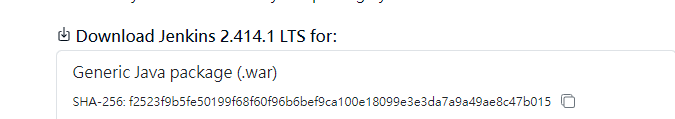 Download Jenkins 2.414.1 LTS for:
Generic Java package (.war)
SHA-256: f2523f9b5fe50199f68f60f96b6bef9ca100e18099e3e3da7a9a49ae8c47b015